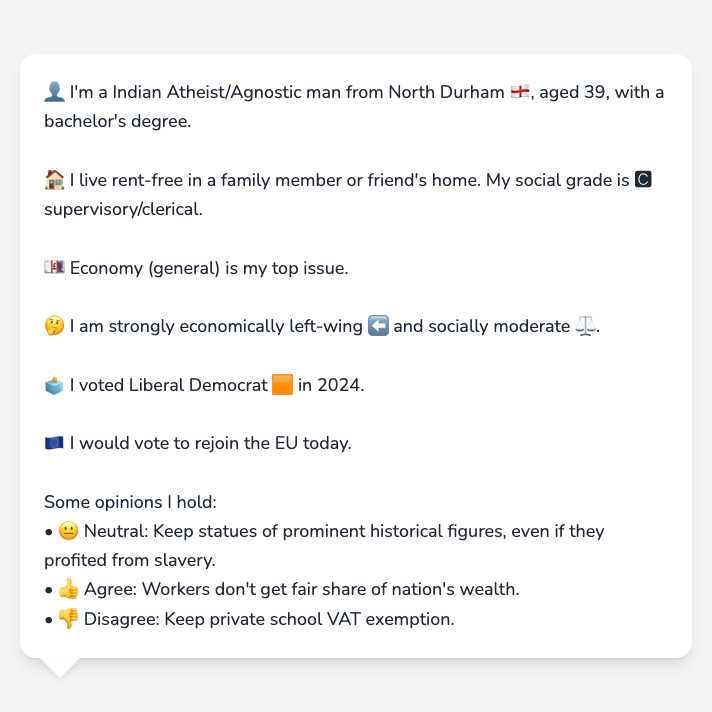 👤 I'm a Indian Atheist/Agnostic man from North Durham 🏴󠁧󠁢󠁥󠁮󠁧󠁿, aged 39, with a
bachelor's degree.
🏠 I live rent-free in a family member or friend's home. My social grade is 🅲
supervisory/clerical.
💷 Economy (general) is my top issue.
🤔 I am strongly economically left-wing ⬅️ and socially moderate ⚖️.
🗳️ I voted Liberal Democrat 🟧 in 2024.
🇪🇺 I would vote to rejoin the EU today.
Some opinions I hold:
• 😐 Neutral: Keep statues of prominent historical figures, even if they
profited from slavery.
• 👍 Agree: Workers don't get fair share of nation's wealth.
• 👎 Disagree: Keep private school VAT exemption.